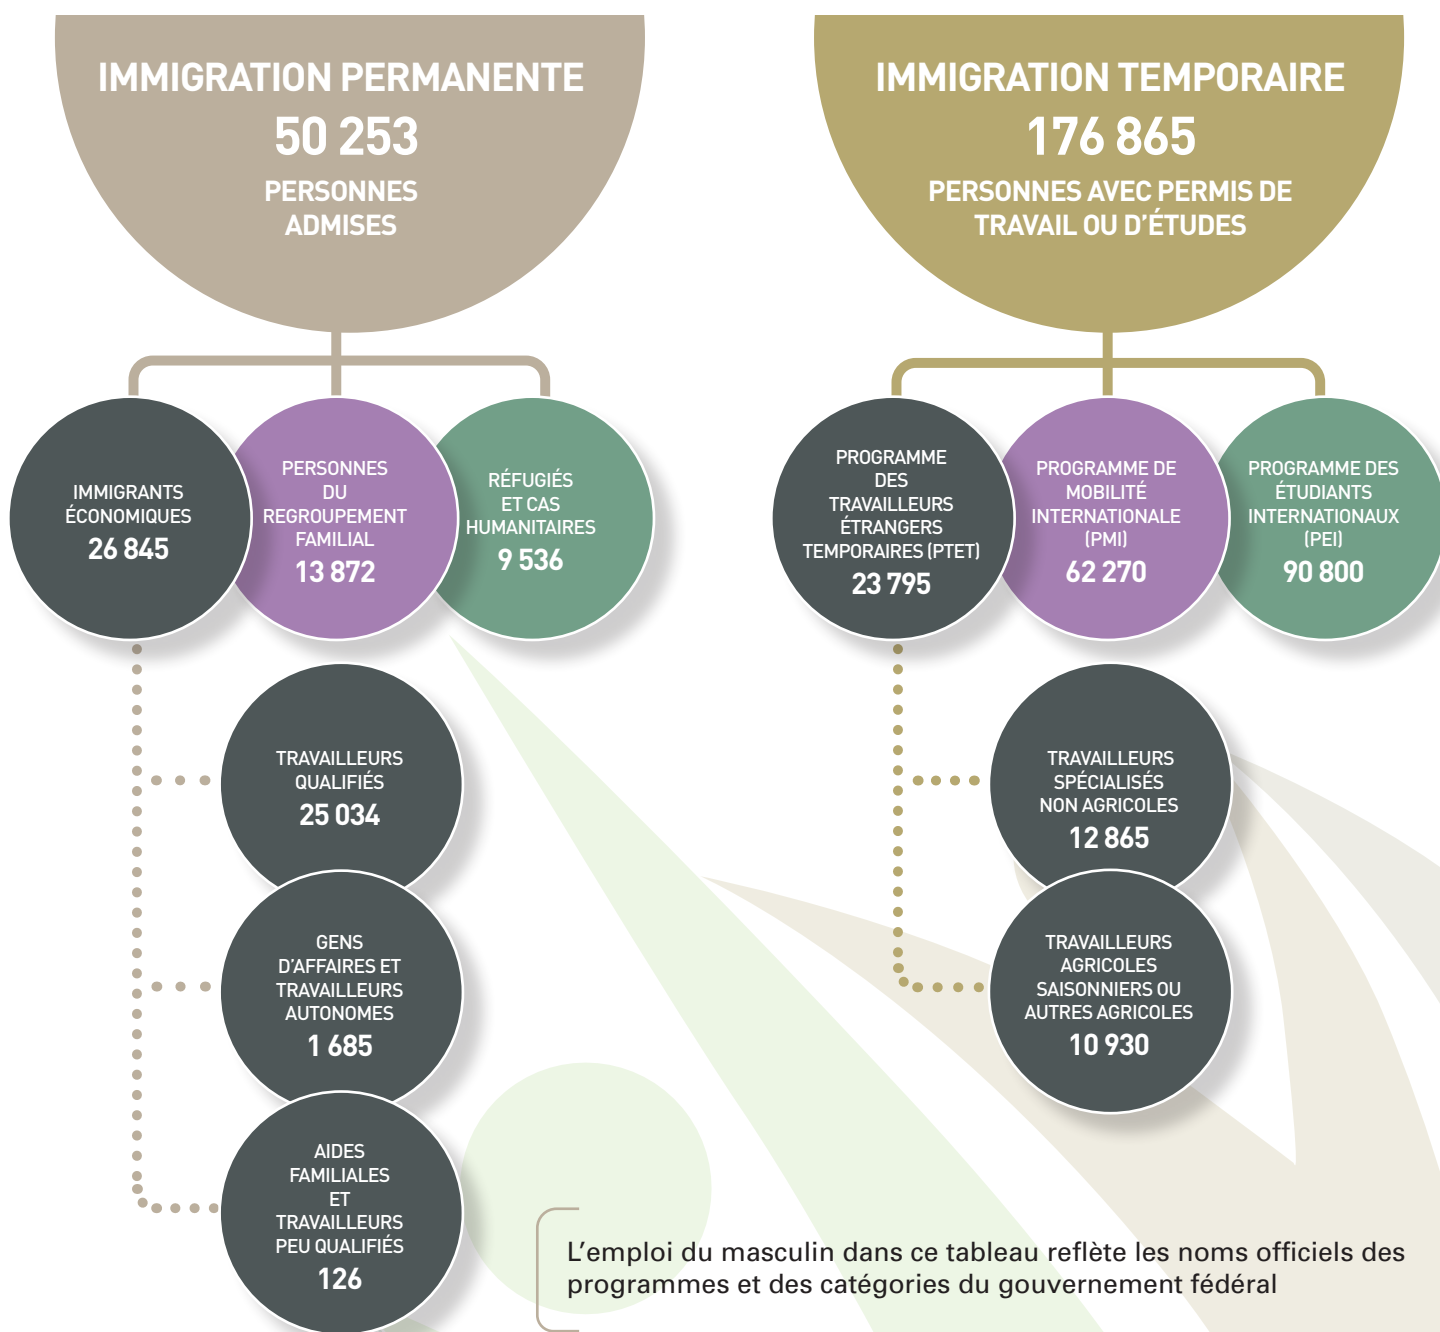 IMMIGRATION PERMANENTE
50 253
PERSONNES
ADMISES
IMMIGRANTS
ÉCONOMIQUES
26 845
PERSONNES
DU
REGROUPEMENT
FAMILIAL
13 872
RÉFUGIÉS
ET CAS
HUMANITAIRES
9 536
TRAVAILLEURS
QUALIFIÉS
25 034
GENS
D'AFFAIRES ET
TRAVAILLEURS
AUTONOMES
1 685
AIDES
FAMILIALES
ET
TRAVAILLEURS
PEU QUALIFIÉS
126
IMMIGRATION TEMPORAIRE
176 865
PERSONNES AVEC PERMIS DE
TRAVAIL OU D'ÉTUDES
PROGRAMME
DES
TRAVAILLEURS
ÉTRANGERS
TEMPORAIRES (PTET)
23 795
PROGRAMME DE
MOBILITÉ
INTERNATIONALE
(PMI)
62 270
PROGRAMME DES
ÉTUDIANTS
INTERNATIONAUX
(PEI)
90 800
TRAVAILLEURS
SPÉCIALISÉS
NON AGRICOLES
12 865
TRAVAILLEURS
AGRICOLES
SAISONNIERS OU
AUTRES AGRICOLES
10 930
L'emploi du masculin dans ce tableau reflète les noms officiels des
programmes et des catégories du gouvernement fédéral